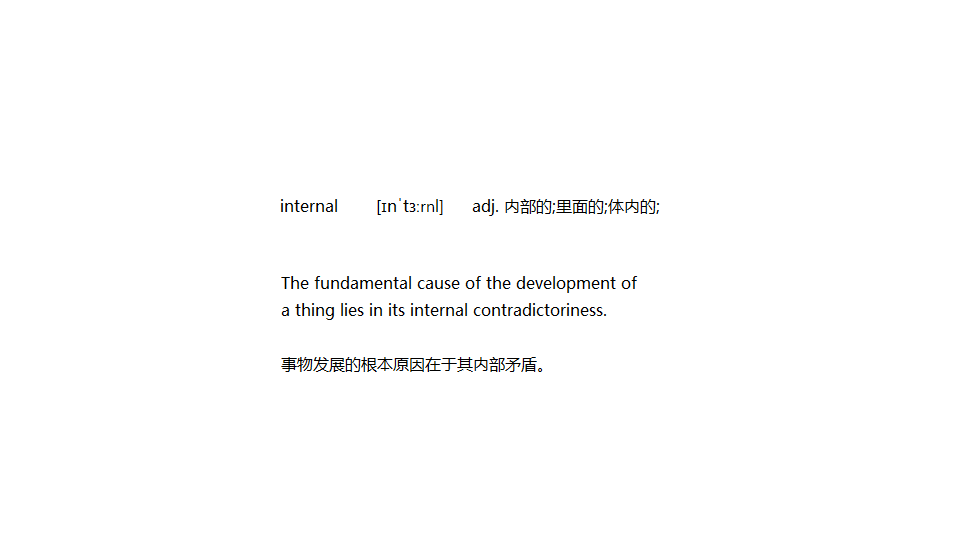 internal [ɪnˈtɜːrnl] adj. 内部的;里面的;体内的;
The fundamental cause of the development of
a thing lies in its internal contradictoriness.
事物发展的根本原因在于其内部矛盾。